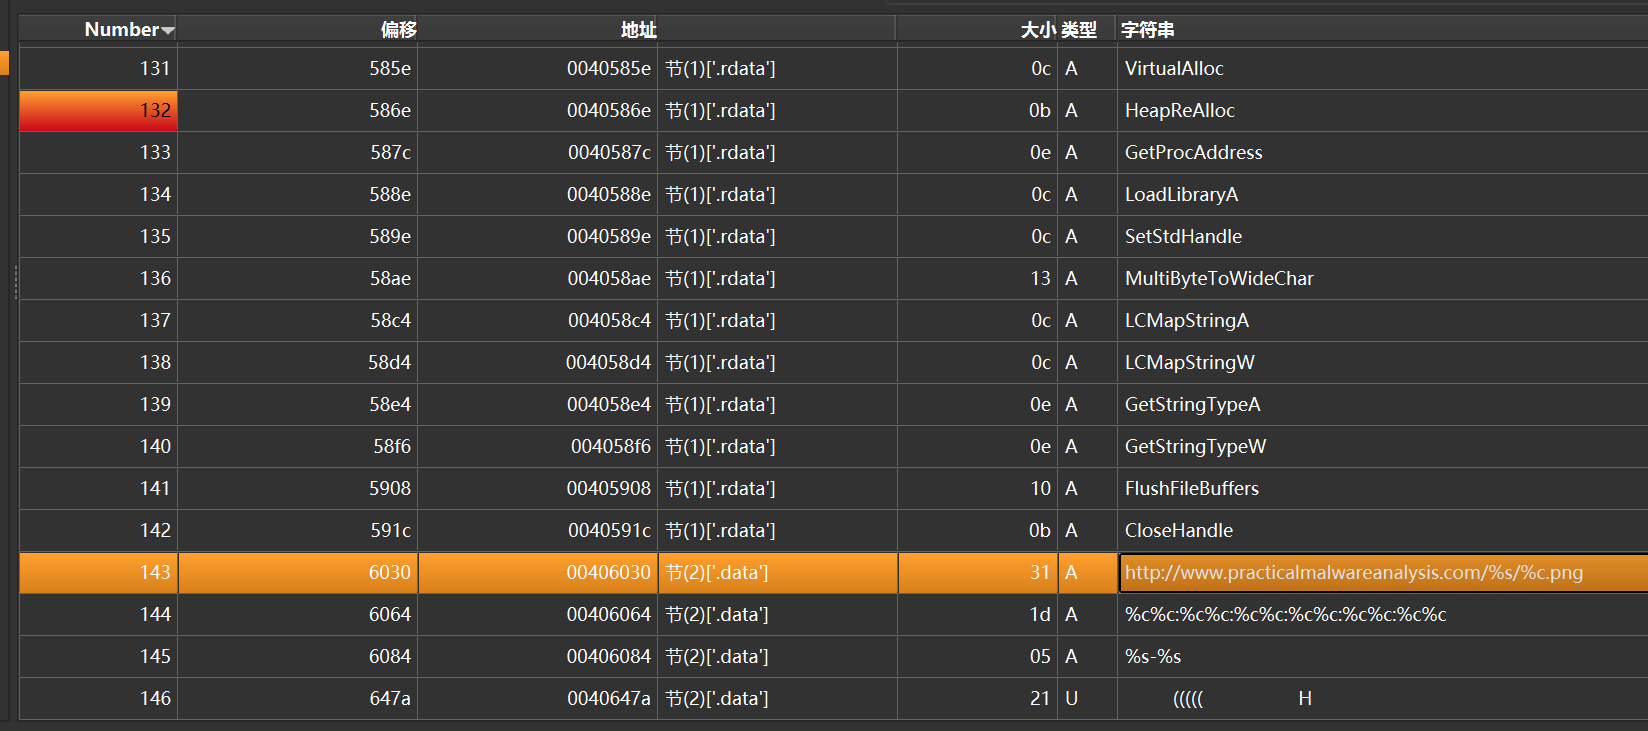 Number 偏移 地址 大小 类型 字符串
131 585e 0040585e 节(1)['.rdata'] 0c A VirtualAlloc
132 586e 0040586e 节(1)['.rdata'] 0b A HeapReAlloc
133 587c 0040587c 节(1)['.rdata'] 0e A GetProcAddress
134 588e 0040588e 节(1)['.rdata'] 0c A LoadLibraryA
135 589e 0040589e 节(1)['.rdata'] 0c A SetStdHandle
136 58ae 004058ae 节(1)['.rdata'] 13 A MultiByteToWideChar
137 58c4 004058c4 节(1)['.rdata'] 0c A LCMapStringA
138 58d4 004058d4 节(1)['.rdata'] 0c A LCMapStringW
139 58e4 004058e4 节(1)['.rdata'] 0e A GetStringTypeA
140 58f6 004058f6 节(1)['.rdata'] 0e A GetStringTypeW
141 5908 00405908 节(1)['.rdata'] 10 A FlushFileBuffers
142 591c 0040591c 节(1)['.rdata'] 0b A CloseHandle
143 6030 00406030 节(2)['.data'] 31 A http://www.practicalmalwareanalysis.com/%s/%c.png
144 6064 00406064 节(2)['.data'] 1d A %c%c:%c%c:%c%c:%c%c:%c%c:%c%c
145 6084 00406084 节(2)['.data'] 05 A %s-%s
146 647a 0040647a 节(2)['.data'] 21 U ((((( H